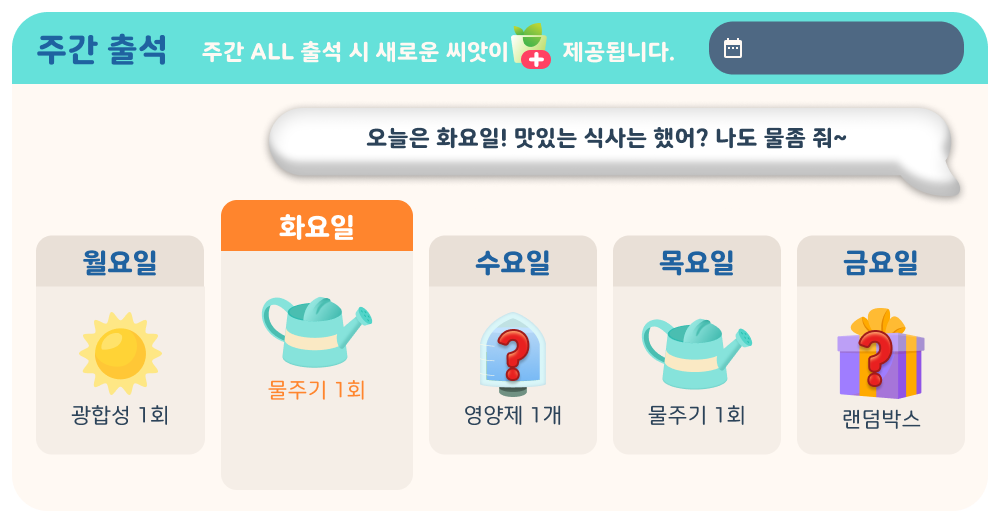 주간 출석
주간 ALL 출석 시 새로운 씨앗이 제공됩니다.
오늘은 화요일! 맛있는 식사는 했어? 나도 물좀 줘~
월요일
광합성 1회
화요일
물주기 1회
수요일
?
영양제 1개
목요일
물주기 1회
금요일
?
랜덤박스